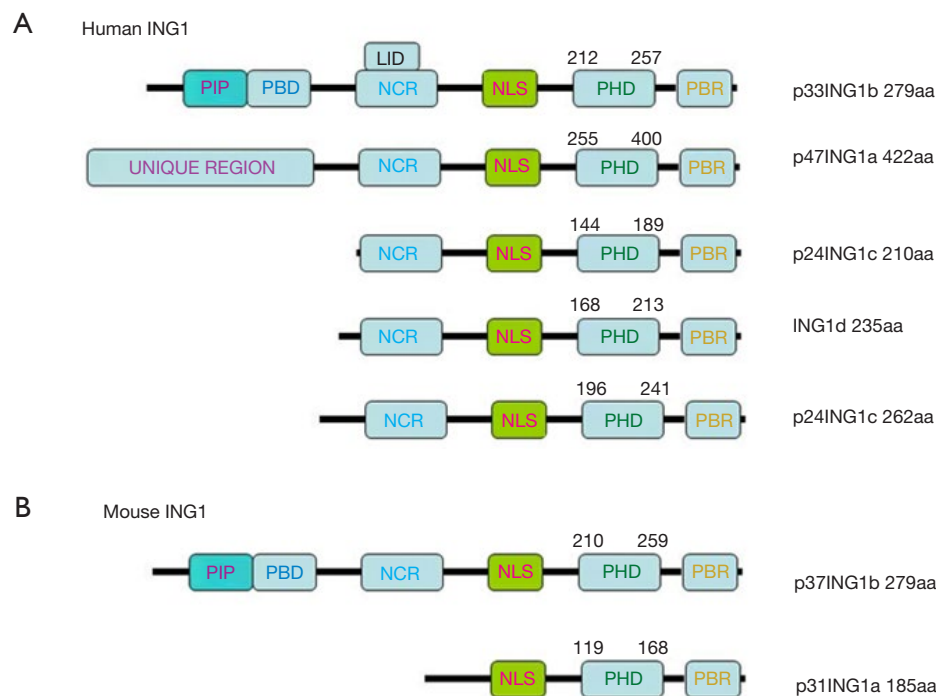 A
Human ING1
LID
212 257
PIP PBD NCR NLS PHD PBR p33ING1b 279aa
255 400
UNIQUE REGION NCR NLS PHD PBR p47ING1a 422aa
144 189
NCR NLS PHD PBR p24ING1c 210aa
168 213
NCR NLS PHD PBR ING1d 235aa
196 241
NCR NLS PHD PBR p24ING1c 262aa
B
Mouse ING1
210 259
PIP PBD NCR NLS PHD PBR p37ING1b 279aa
119 168
NLS PHD PBR p31ING1a 185aa